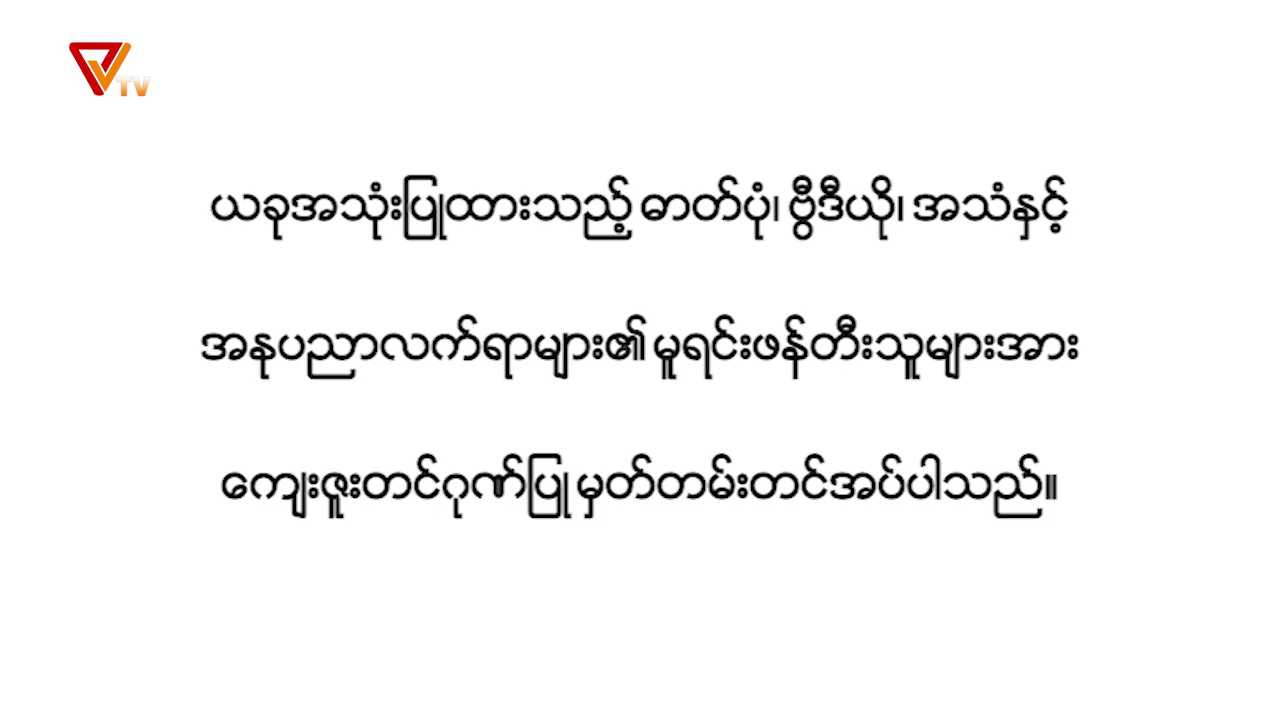 TV
ယခုအသုံးပြုထားသည့် ဓာတ်ပုံ၊ ဗွီဒီယို၊ အသံနှင့်
အနုပညာလက်ရာများ၏ မူရင်းဖန်တီးသူများအား
ကျေးဇူးတင်ဂုဏ်ပြု မှတ်တမ်းတင်အပ်ပါသည်။